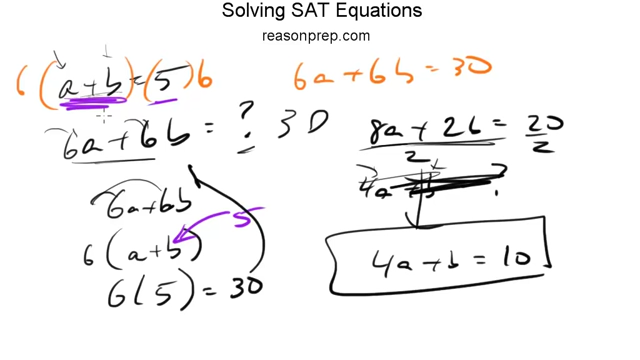 Solving SAT Equations
reasonprep.com
6(a+b)=(5)6
6a+6b=30
6a+6b=? 30
8a+2b=20
2 2
4a+b ?
6a+6b
6(a+b) 5
6(5)=30
4a+b=10